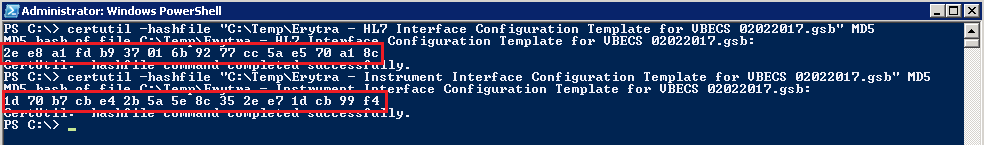 Administrator: Windows PowerShell
PS C:\> certutil -hashfile "C:\Temp\Erytra - HL7 Interface Configuration Template for VBECS 02022017.gsb" MD5
MD5 hash of file C:\Temp\Erytra - HL7 Interface Configuration Template for VBECS 02022017.gsb:
2e e8 a1 fd b9 37 01 6b 92 77 cc 5a e5 70 a1 8c
CertUtil: -hashfile command completed successfully.
PS C:\> certutil -hashfile "C:\Temp\Erytra - Instrument Interface Configuration Template for VBECS 02022017.gsb" MD5
MD5 hash of file C:\Temp\Erytra - Instrument Interface Configuration Template for VBECS 02022017.gsb:
1d 70 b7 cb e4 2b 5a 5e 8c 35 2e e7 1d cb 99 f4
CertUtil: -hashfile command completed successfully.
PS C:\> _